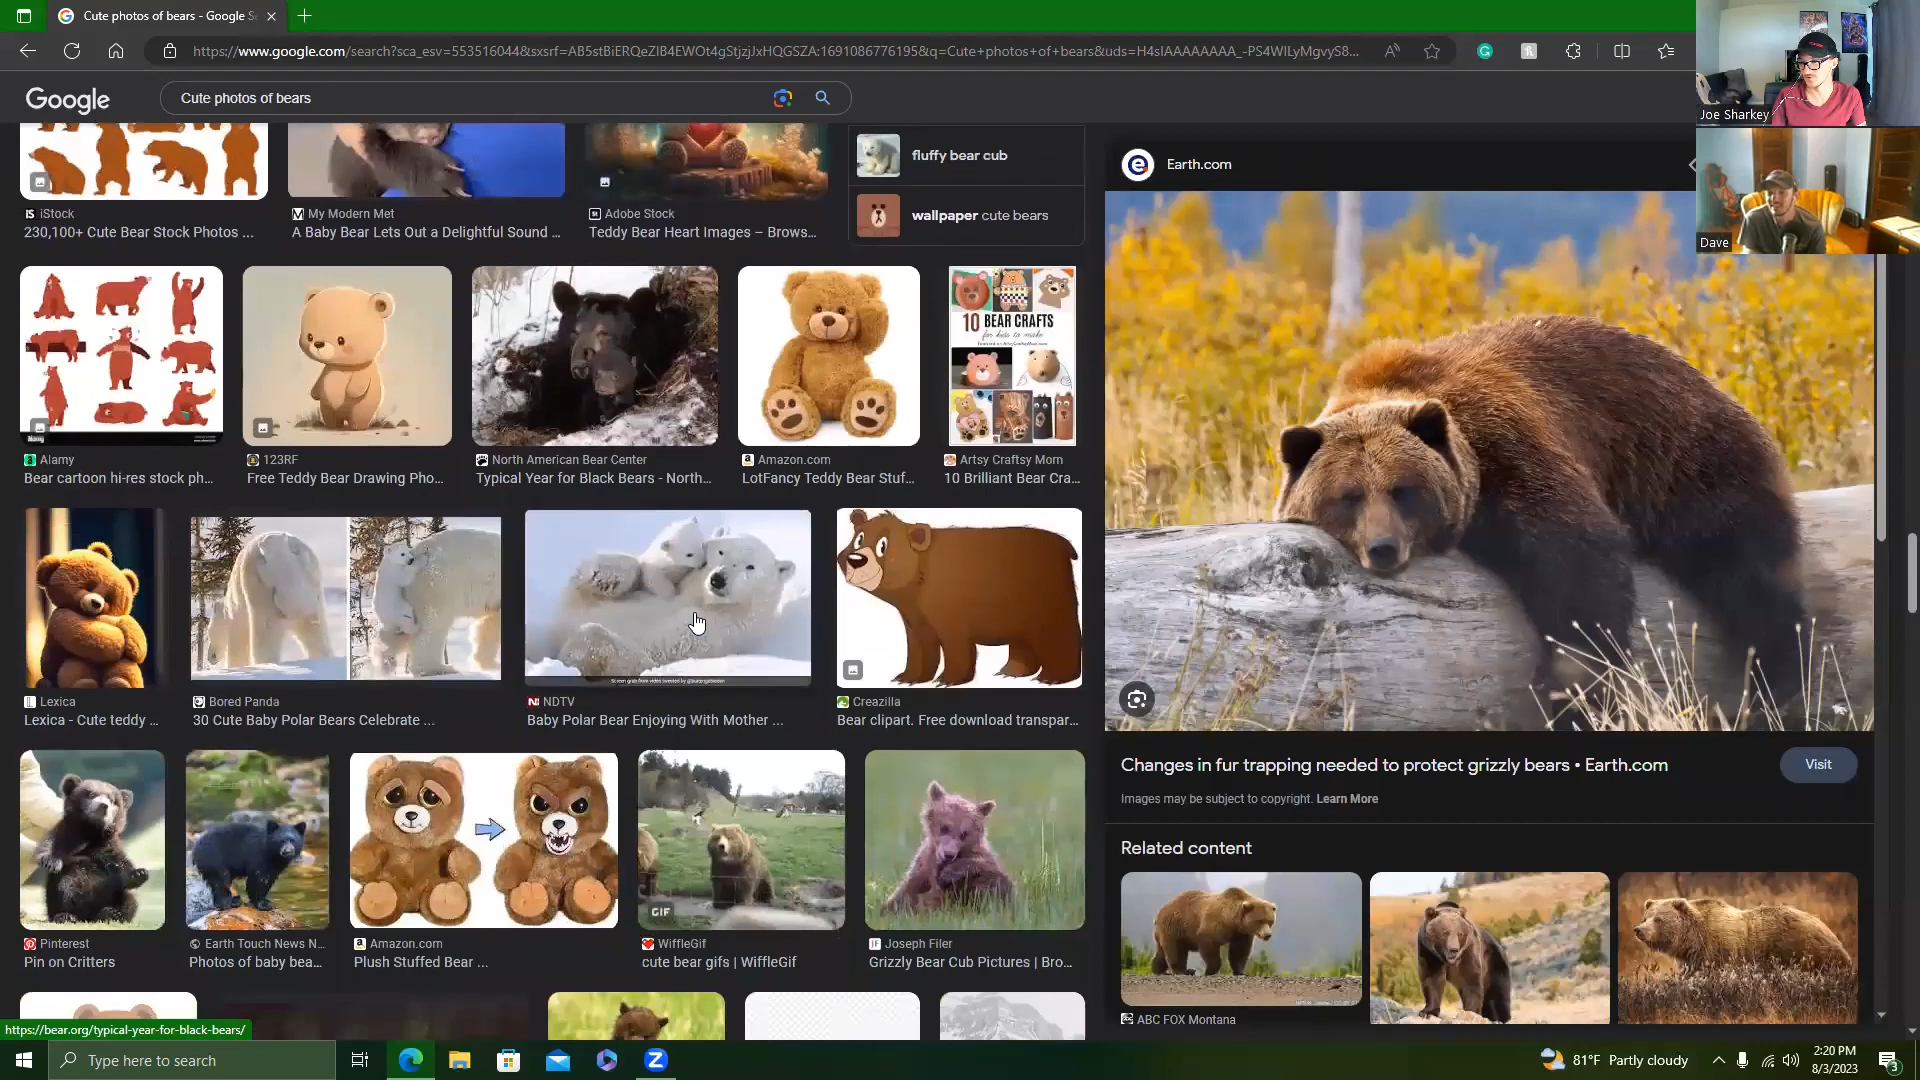 Cute photos of bears - Google S
https://www.google.com/search?sca_esv=553516044&sxsrf=AB5stBiERQeZIB4EWOt4gStjzjJxHQGSZA:1691086776195&q=Cute+photos+of+bears&uds=H4sIAAAAAAAA_-PS4WILyMgvyS8...
Joe Sharkey
Google
Cute photos of bears
fluffy bear cub
Earth.com
iStock
My Modern Met
Adobe Stock
wallpaper cute bears
230,100+ Cute Bear Stock Photos ...
A Baby Bear Lets Out a Delightful Sound ...
Teddy Bear Heart Images – Brows...
Dave
10 BEAR CRAFTS
for kids to make
Alamy
123RF
North American Bear Center
Amazon.com
Artsy Craftsy Mom
Bear cartoon hi-res stock ph...
Free Teddy Bear Drawing Pho...
Typical Year for Black Bears - North...
LotFancy Teddy Bear Stuf...
10 Brilliant Bear Cra...
Lexica
Bored Panda
NDTV
Creazilla
Lexica - Cute teddy ...
30 Cute Baby Polar Bears Celebrate ...
Baby Polar Bear Enjoying With Mother ...
Bear clipart. Free download transpar...
Changes in fur trapping needed to protect grizzly bears • Earth.com
Visit
Images may be subject to copyright. Learn More
Related content
GIF
Pinterest
Earth Touch News N...
Amazon.com
WiffleGif
Joseph Filer
Pin on Critters
Photos of baby bea...
Plush Stuffed Bear ...
cute bear gifs | WiffleGif
Grizzly Bear Cub Pictures | Bro...
ABC FOX Montana
https://bear.org/typical-year-for-black-bears/
Type here to search
81°F Partly cloudy
2:20 PM
8/3/2023
3